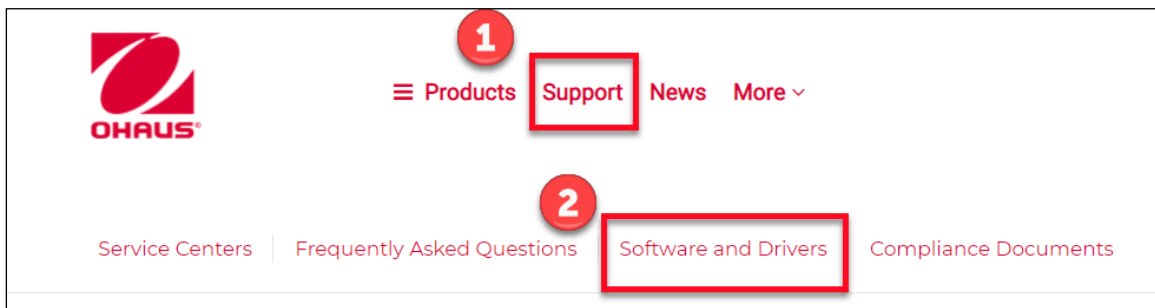 1
≡ Products Support News More
OHAUS®
2
Service Centers Frequently Asked Questions Software and Drivers Compliance Documents